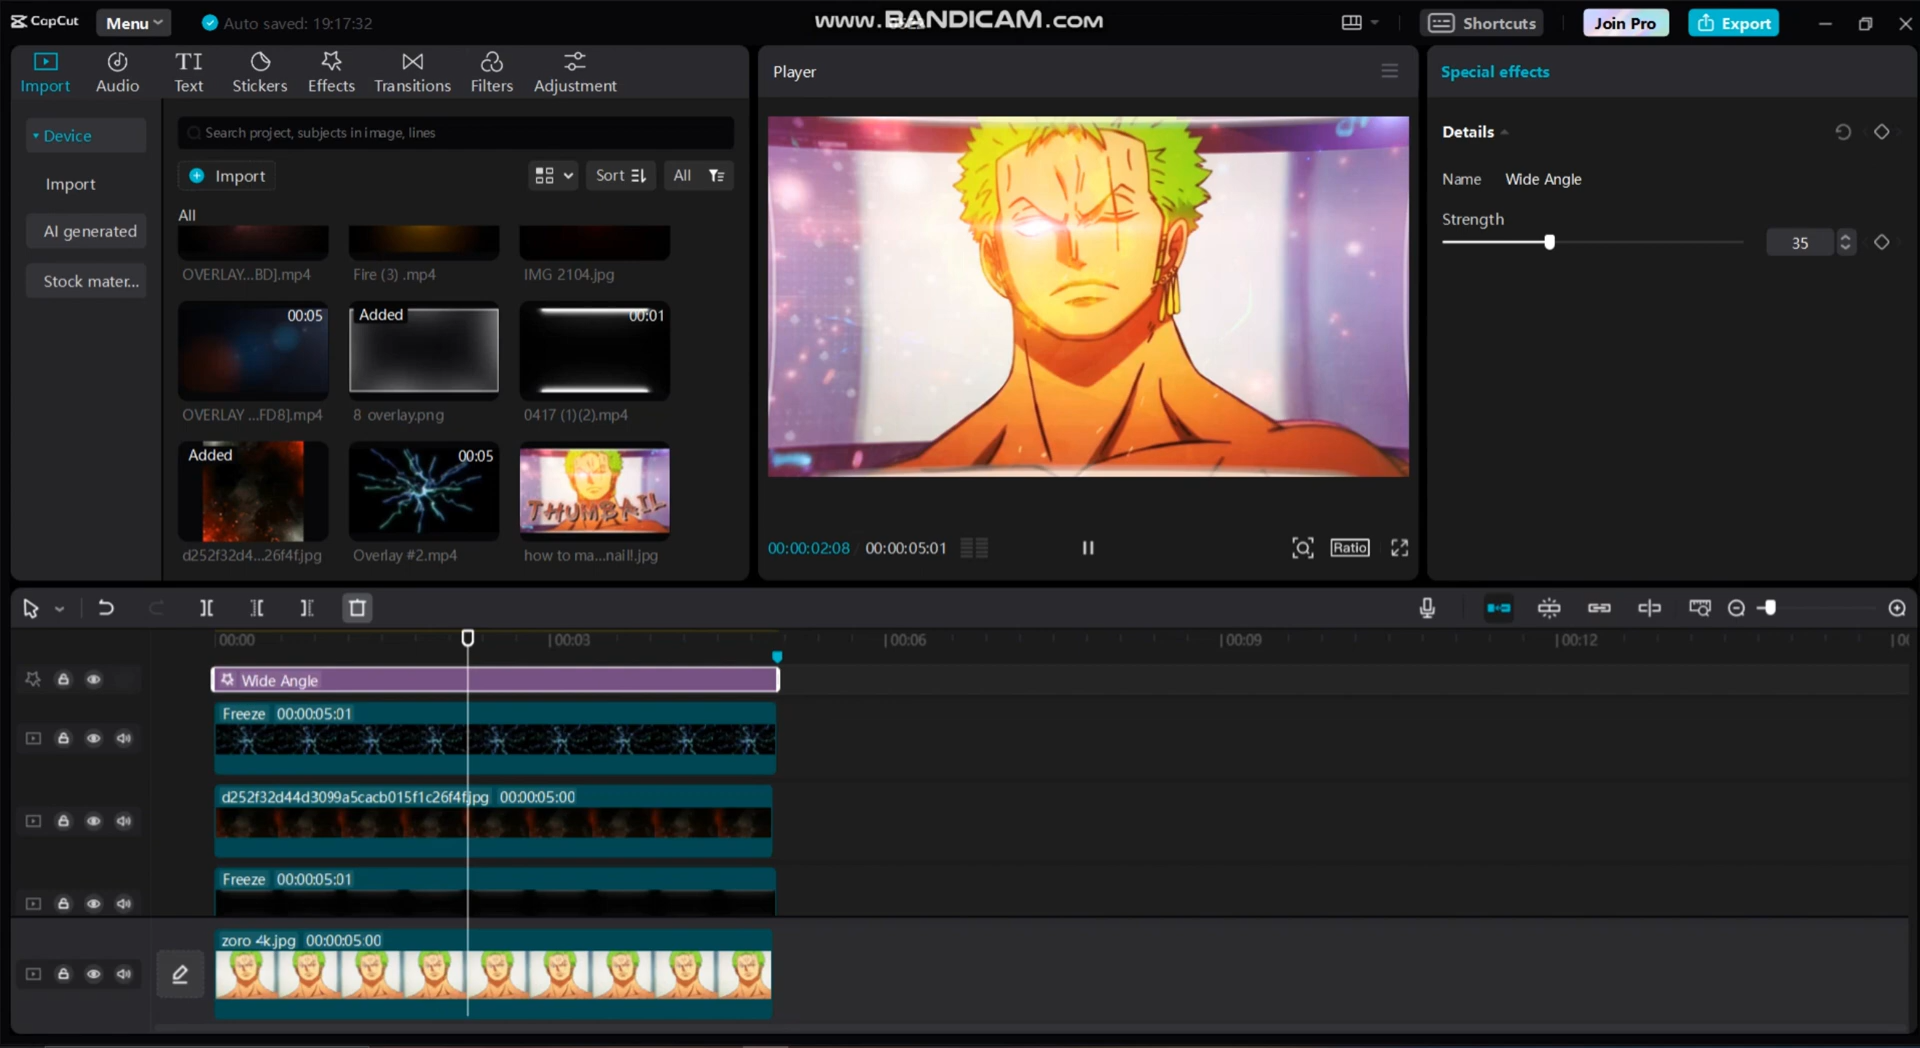 CapCut
Menu
Auto saved: 19:17:32
www.BANDICAM.com
Shortcuts
Join Pro
Export
Import
Audio
TI
Text
Stickers
Effects
Transitions
Filters
Adjustment
Player
Special effects
Device
Import
AI generated
Stock mater...
Search project, subjects in image, lines
Import
Sort
All
All
OVERLAY...BD].mp4
Fire (3) .mp4
IMG 2104.jpg
00:05
Added
00:01
OVERLAY ...FD8].mp4
8 overlay.png
0417 (1)(2).mp4
Added
00:05
THUMBAIL
d252f32d4...26f4f.jpg
Overlay #2.mp4
how to ma...nail!.jpg
Details
Name Wide Angle
Strength
35
00:00:02:08 00:00:05:01
Ratio
00:00
00:03
00:06
00:09
00:12
Wide Angle
Freeze 00:00:05:01
d252f32d44d3099a5cacb015f1c26f4f.jpg 00:00:05:00
Freeze 00:00:05:01
zoro 4k.jpg 00:00:05:00